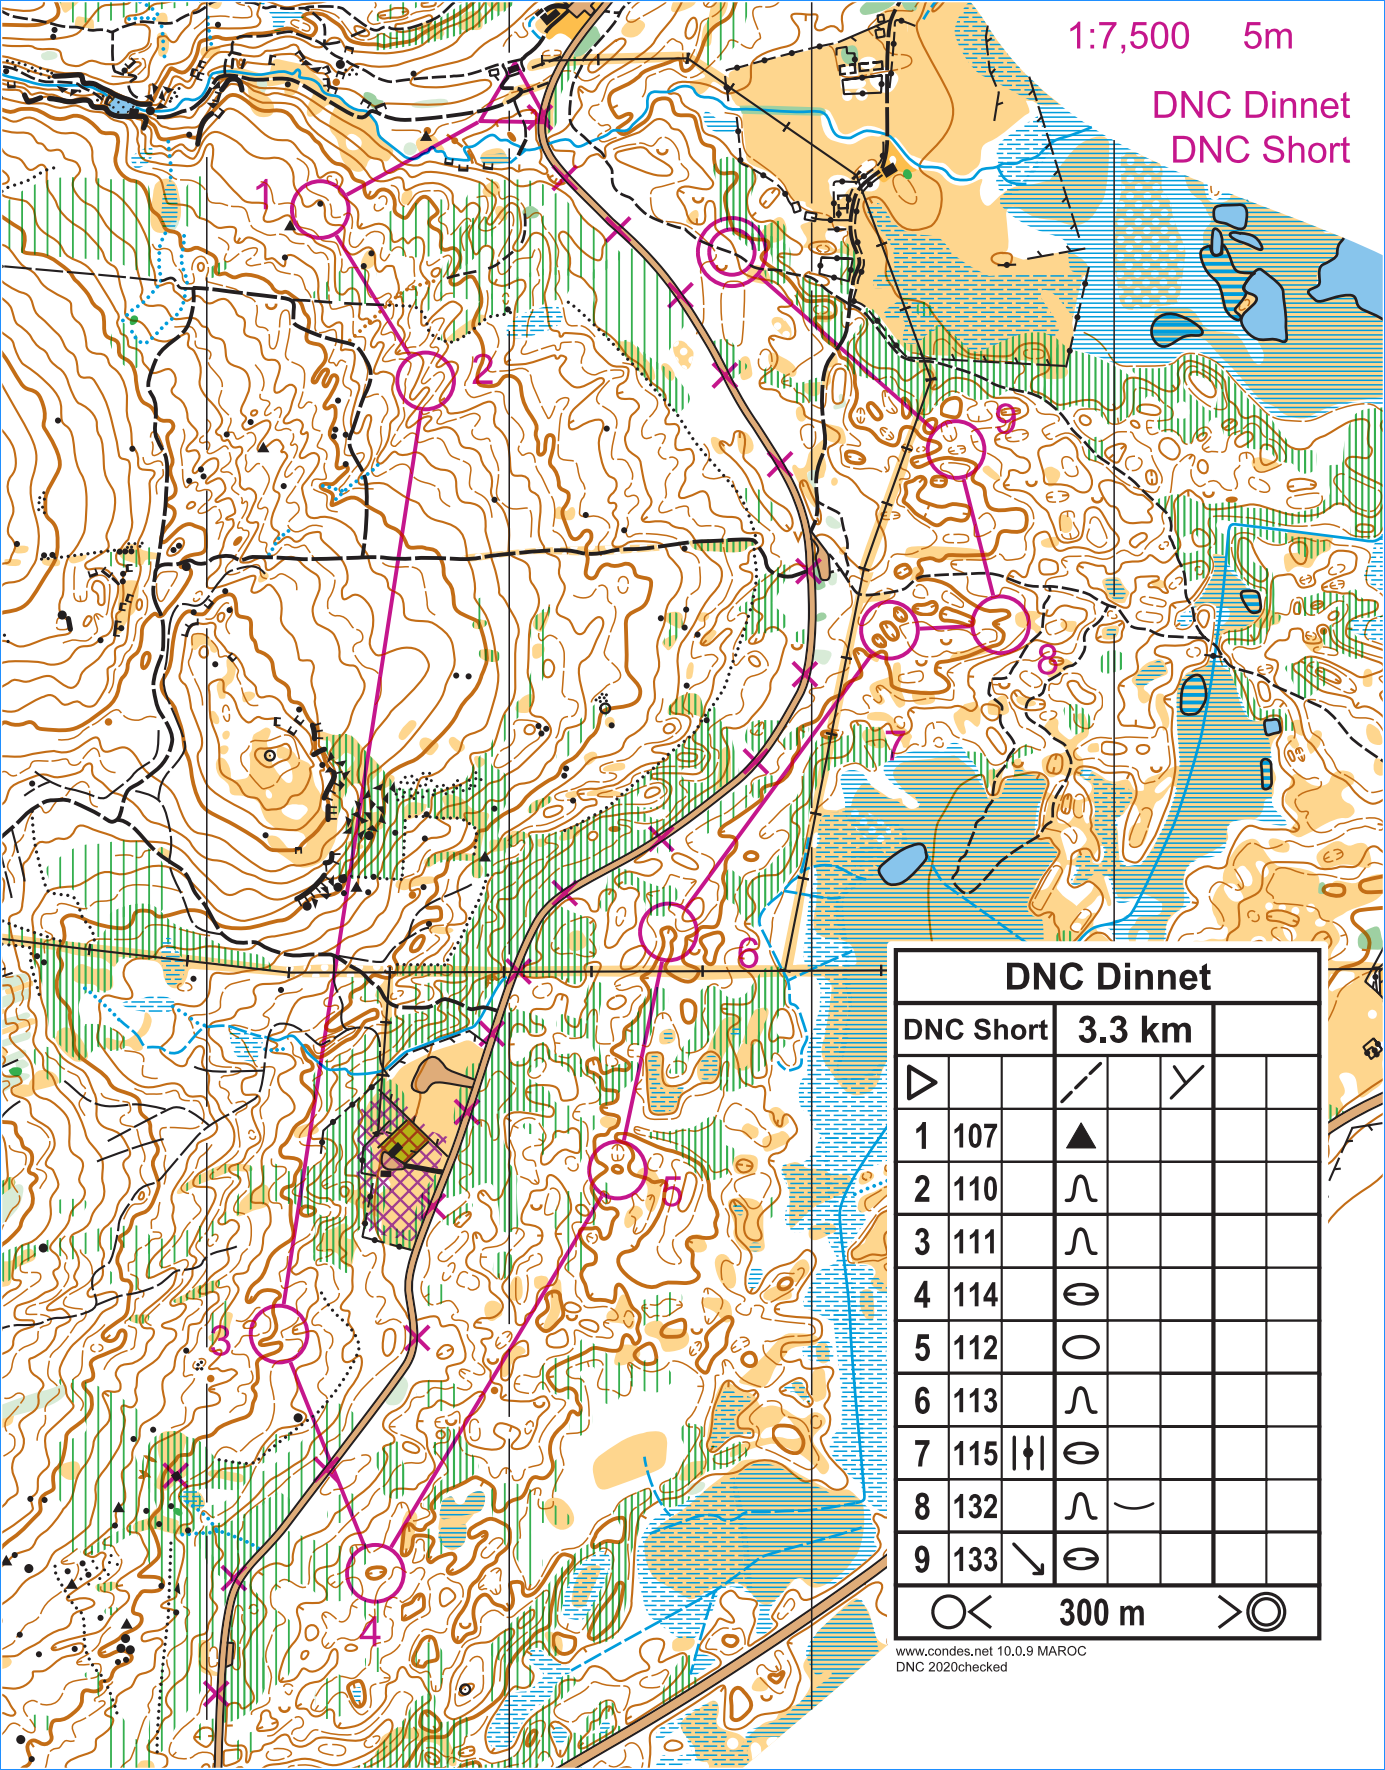 1:7,500 5m
DNC Dinnet
DNC Short
1
2
9
8
7
6
5
3
4
DNC Dinnet
DNC Short 3.3 km
1 107
2 110
3 111
4 114
5 112
6 113
7 115
8 132
9 133
300 m
www.condes.net 10.0.9 MAROC
DNC 2020checked